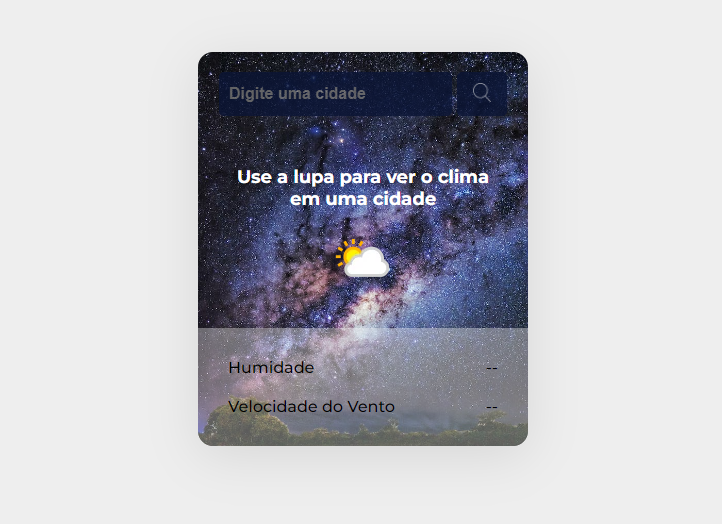 Digite uma cidade
Use a lupa para ver o clima
em uma cidade
Humidade --
Velocidade do Vento --